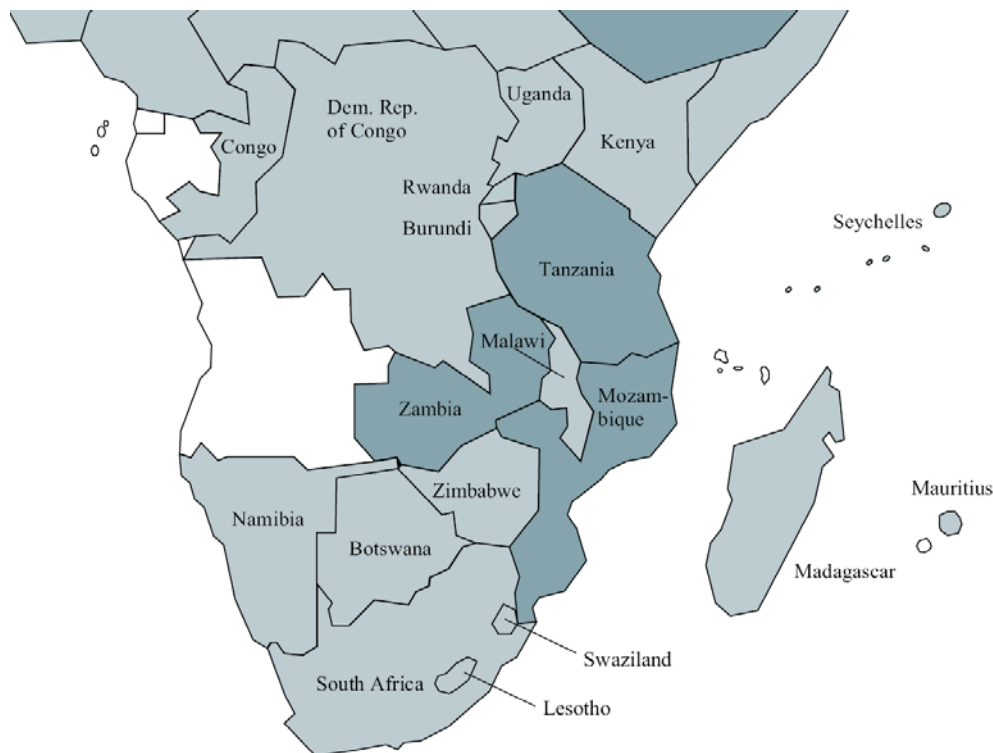 Uganda
Dem. Rep.
of Congo
Kenya
Congo
Rwanda
Seychelles
Burundi
Tanzania
Malawi
Mozam-
bique
Zambia
Mauritius
Zimbabwe
Namibia
Botswana
Madagascar
Swaziland
South Africa
Lesotho